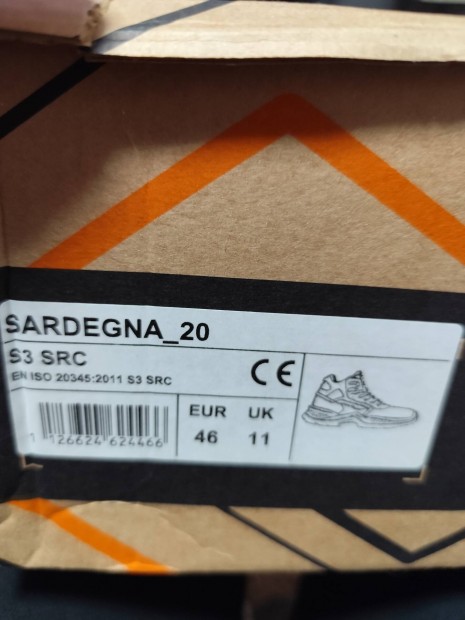 SARDEGNA_20
S3 SRC
EN ISO 20345:2011 S3 SRC
CE
EUR UK
46 11
1 126624 624466